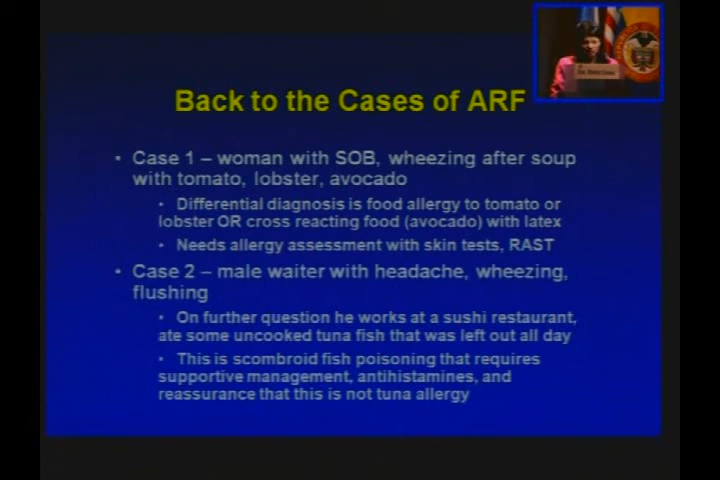 Back to the Cases of ARF
• Case 1 – woman with SOB, wheezing after soup
with tomato, lobster, avocado
• Differential diagnosis is food allergy to tomato or
lobster OR cross reacting food (avocado) with latex
• Needs allergy assessment with skin tests, RAST
• Case 2 – male waiter with headache, wheezing,
flushing
• On further question he works at a sushi restaurant,
ate some uncooked tuna fish that was left out all day
• This is scombroid fish poisoning that requires
supportive management, antihistamines, and
reassurance that this is not tuna allergy